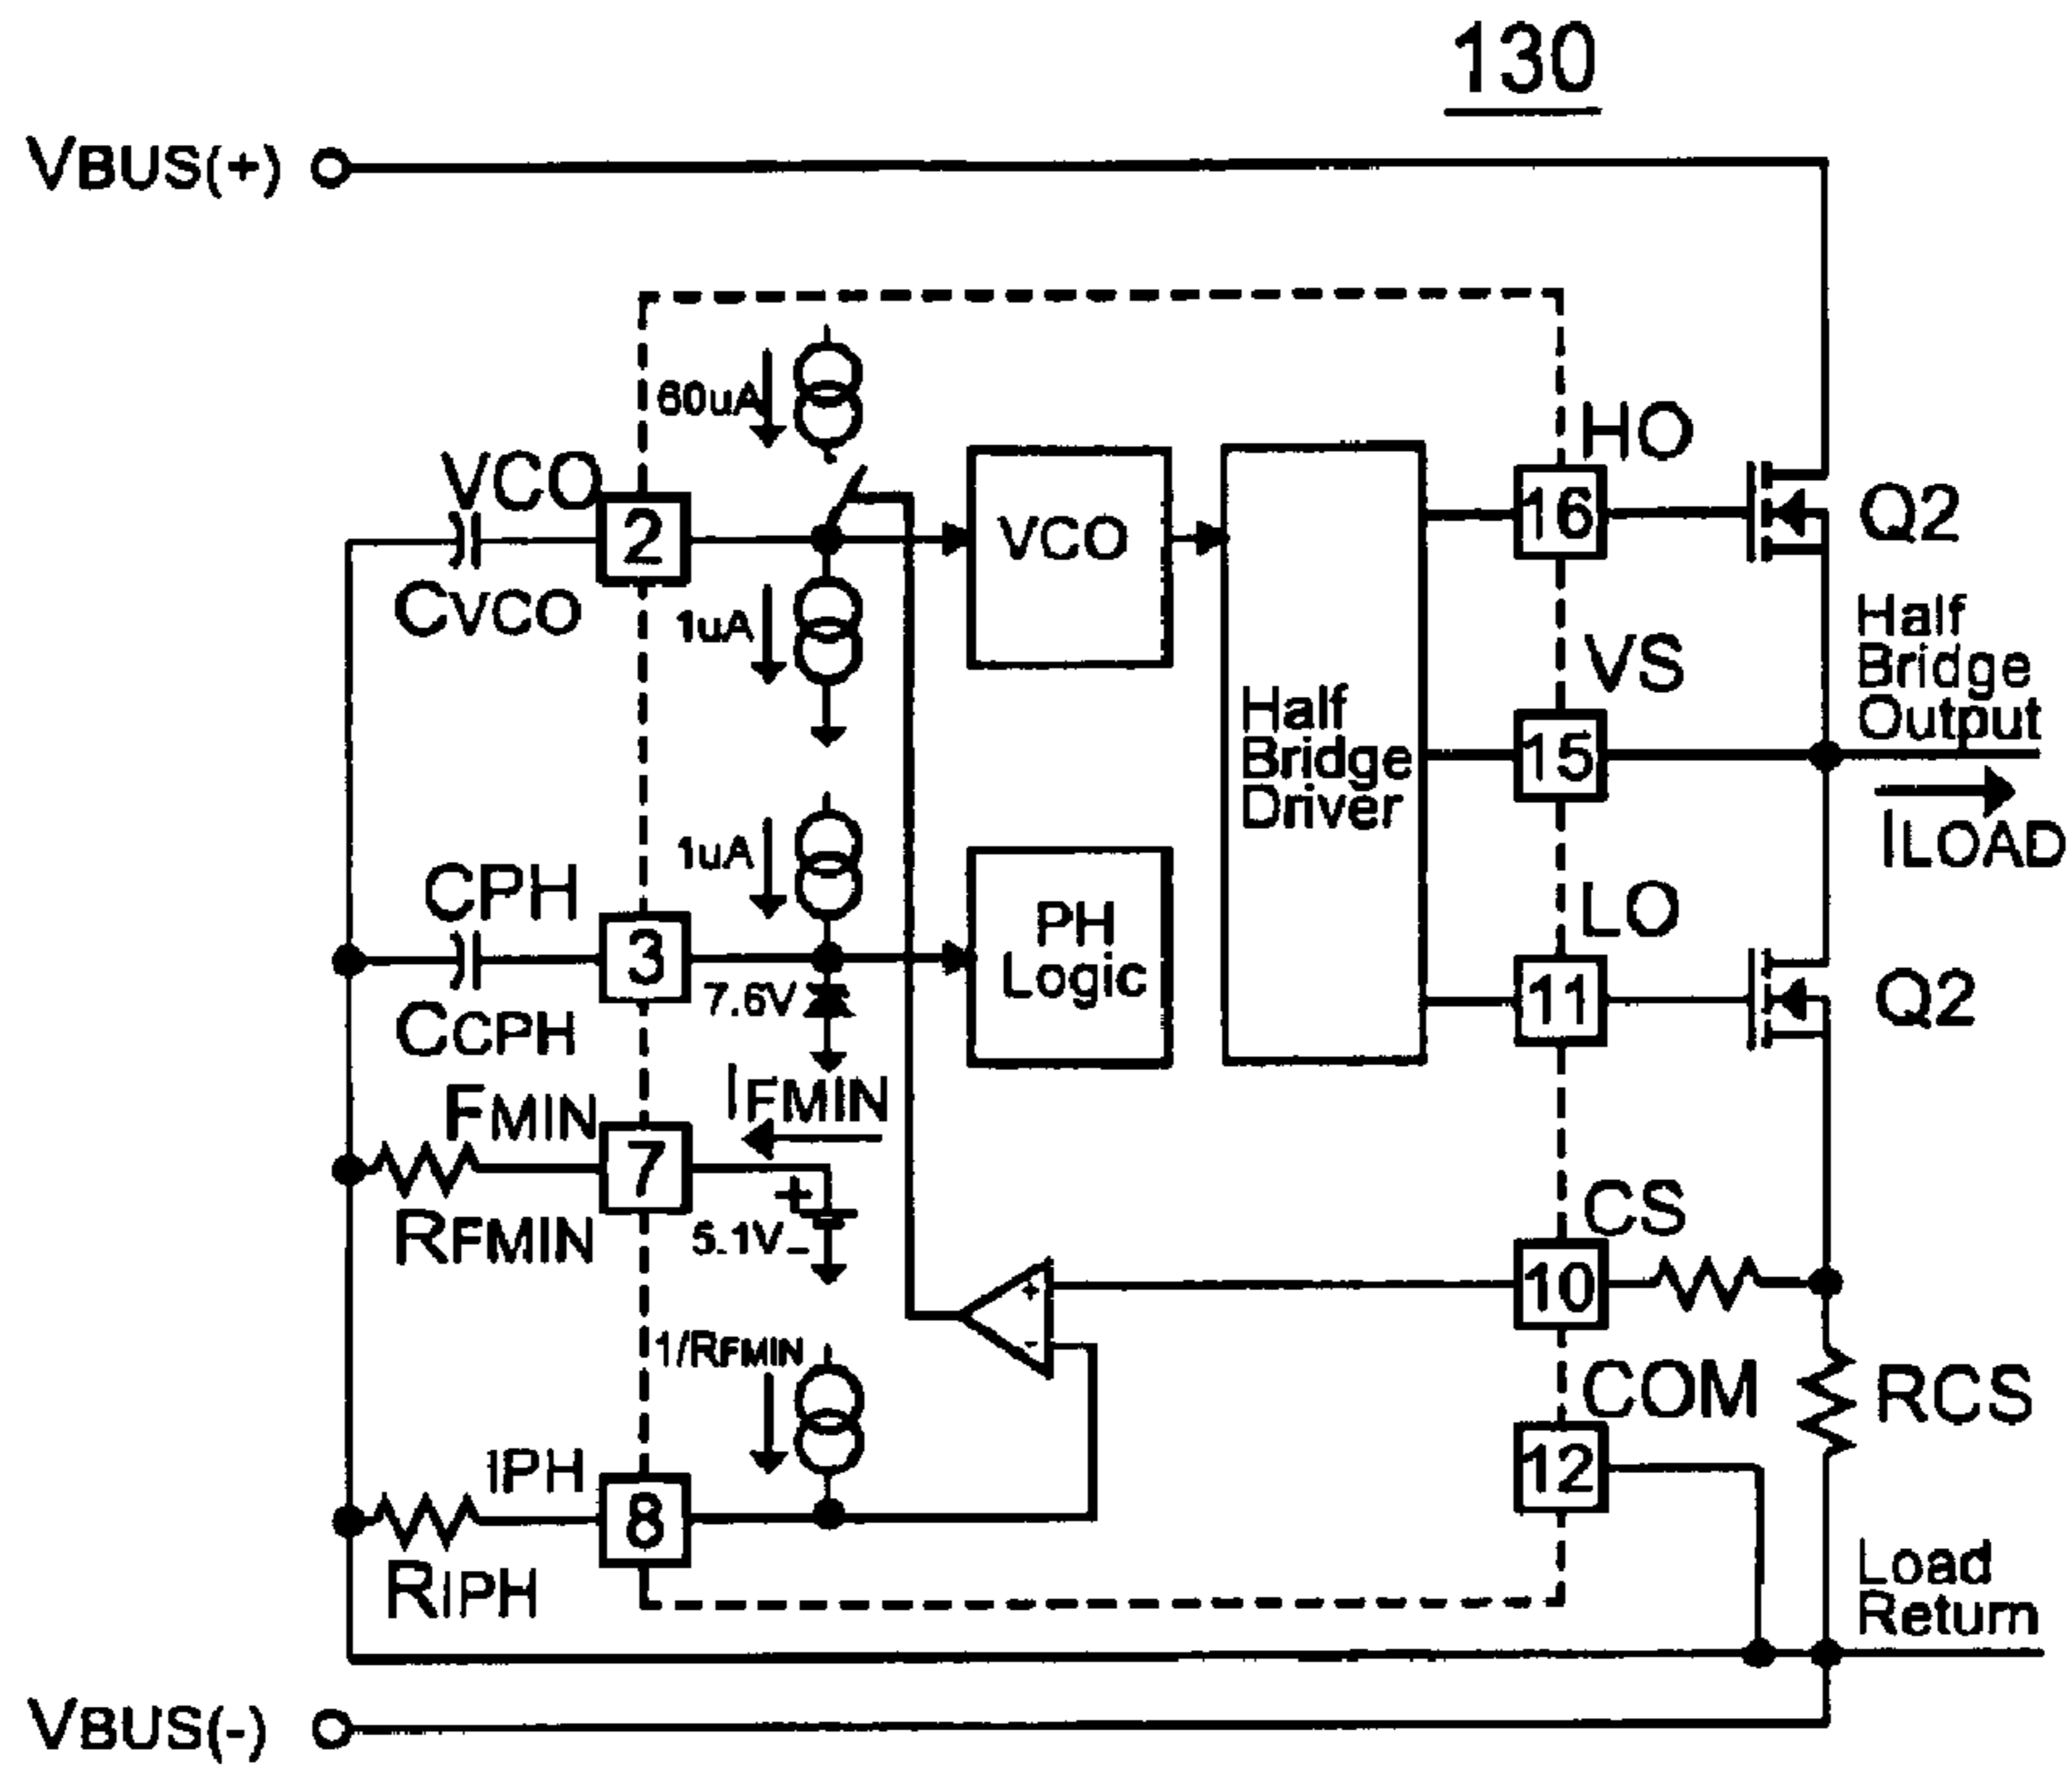 130
VBUS(+)
60uA
HO
VCO
2
VCO
16
Q2
CVCO
1uA
Half
Bridge
Output
VS
Half
Bridge
Driver
15
ILOAD
1uA
CPH
3
PH
Logic
LO
11
Q2
7.6V
CCPH
IFMIN
FMIN
7
RFMIN
+
5.1V
-
CS
10
+
-
1/RFMIN
COM
RCS
12
IPH
8
RIPH
Load
Return
VBUS(-)